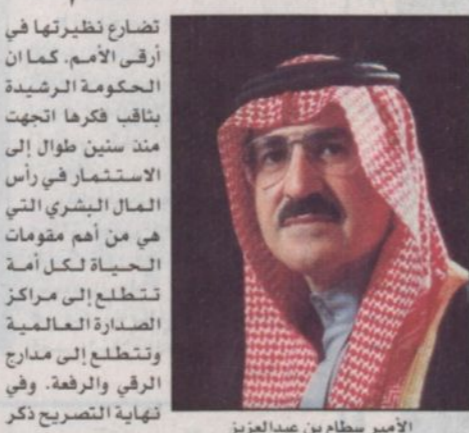 تضارع نظيرتها في
أرقى الأمم. كما ان
الحكومة الرشيدة
بثاقب فكرها اتجهت
منذ سنين طوال إلى
الاستثمار في رأس
المال البشري التي
هي من أهم مقومات
الحياة لكل أمة
تتطلع إلى مراكز
الصدارة العالمية
وتتطلع إلى مدارج
الرقي والرفعة. وفي
نهاية التصريح ذكر
الأمير سطام بن عبدالعزيز